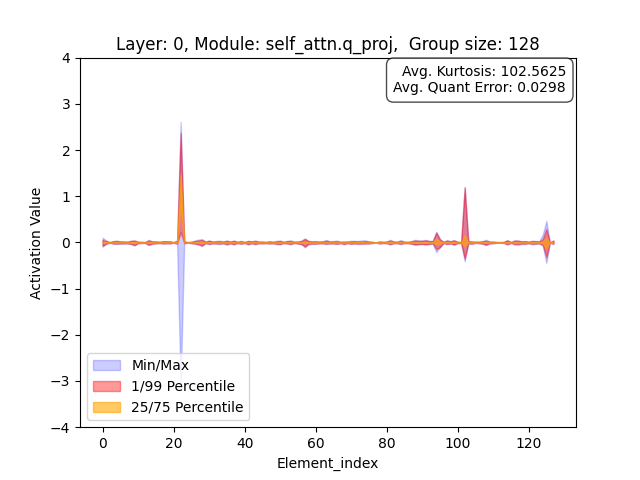 Layer: 0, Module: self_attn.q_proj,  Group size: 128
Avg. Kurtosis: 102.5625
Avg. Quant Error: 0.0298
4
3
2
1
0
−1
−2
−3
−4
Activation Value
Min/Max
1/99 Percentile
25/75 Percentile
0 20 40 60 80 100 120
Element_index